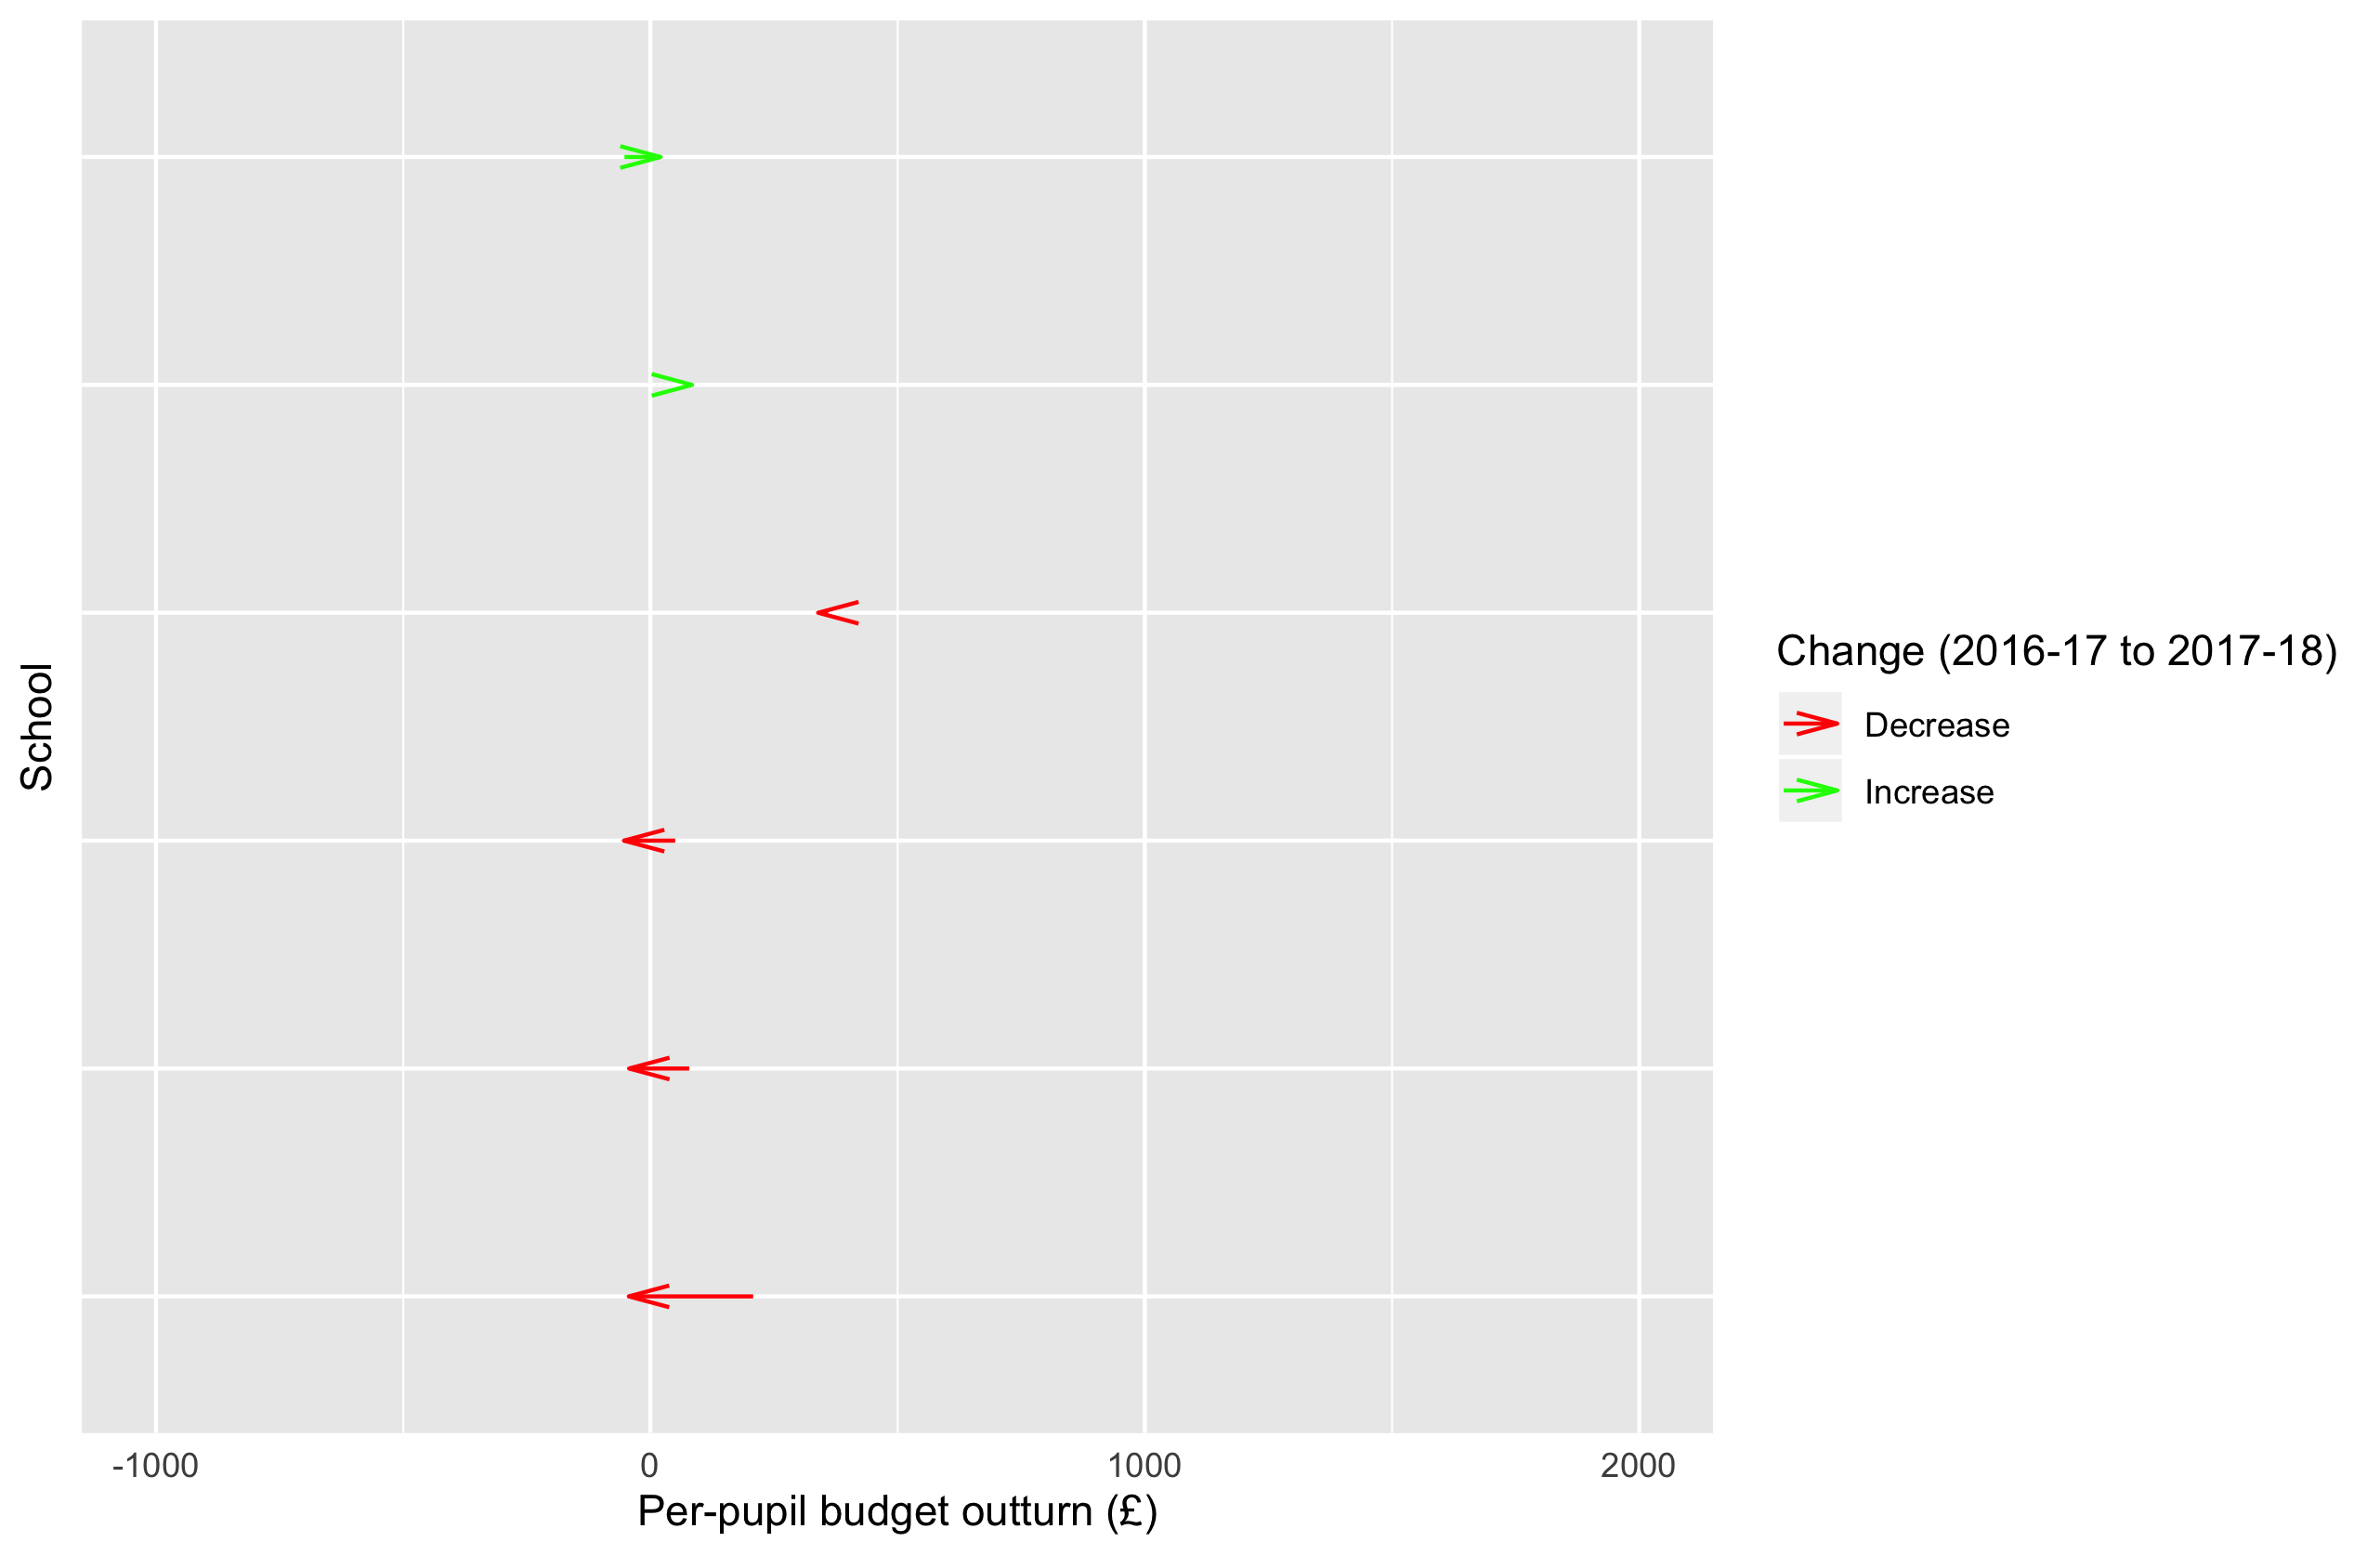 School
Change (2016-17 to 2017-18)
Decrease
Increase
-1000 0 1000 2000
Per-pupil budget outturn (£)